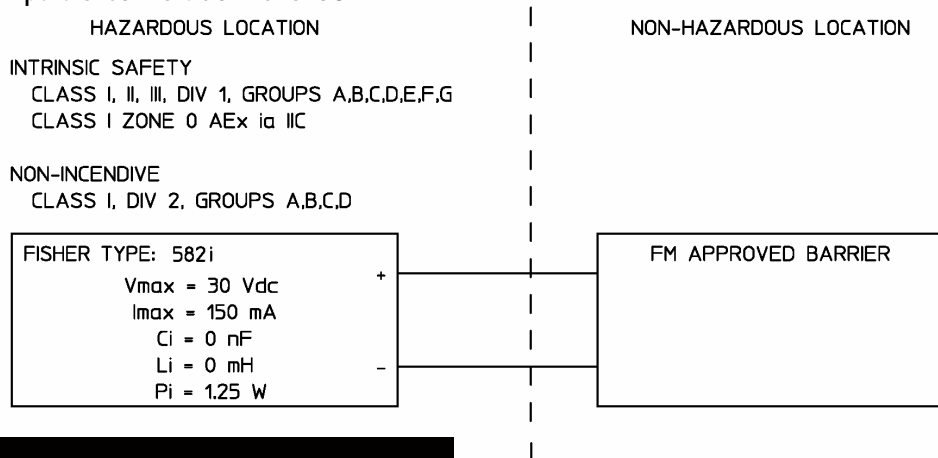 HAZARDOUS LOCATION
NON-HAZARDOUS LOCATION
INTRINSIC SAFETY
CLASS I, II, III, DIV 1, GROUPS A,B,C,D,E,F,G
CLASS I ZONE 0 AEx ia IIC
NON-INCENDIVE
CLASS I, DIV 2, GROUPS A,B,C,D
FISHER TYPE: 582i
+
Vmax = 30 Vdc
Imax = 150 mA
Ci = 0 nF
Li = 0 mH
Pi = 1.25 W
–
FM APPROVED BARRIER